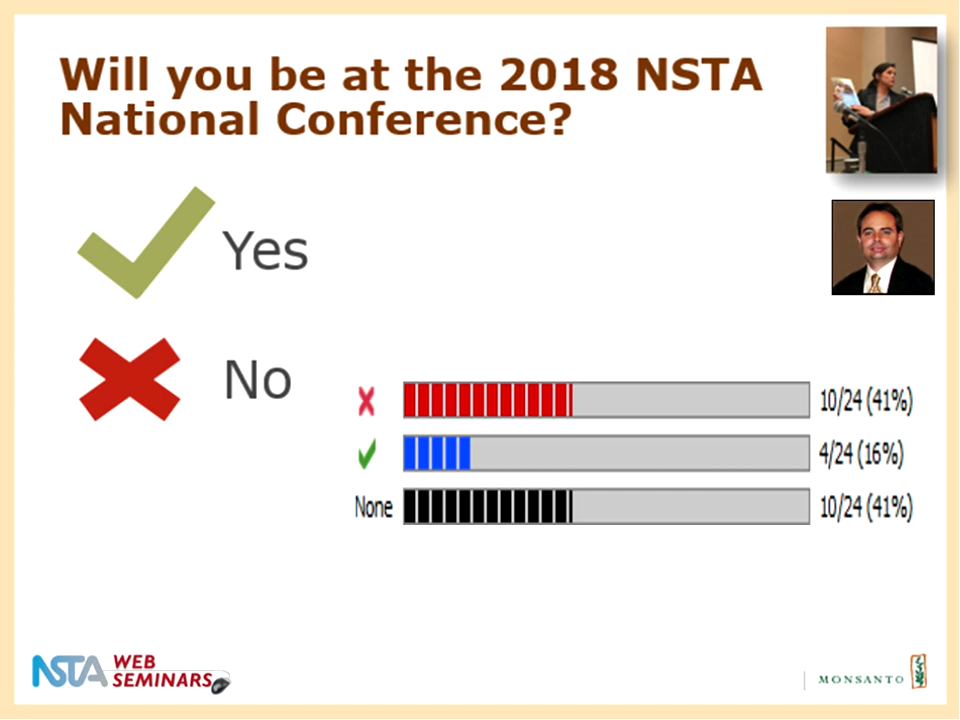 Will you be at the 2018 NSTA
National Conference?
Yes
No
10/24 (41%)
4/24 (16%)
None 10/24 (41%)
NSTA WEB
SEMINARS
MONSANTO